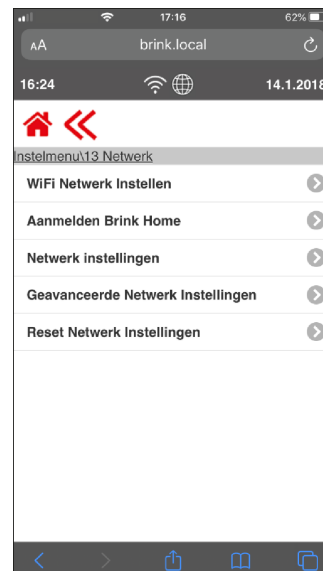 17:16
62%
AA
brink.local
16:24
14.1.2018
Instelmenu\13 Netwerk
WiFi Netwerk Instellen
Aanmelden Brink Home
Netwerk instellingen
Geavanceerde Netwerk Instellingen
Reset Netwerk Instellingen